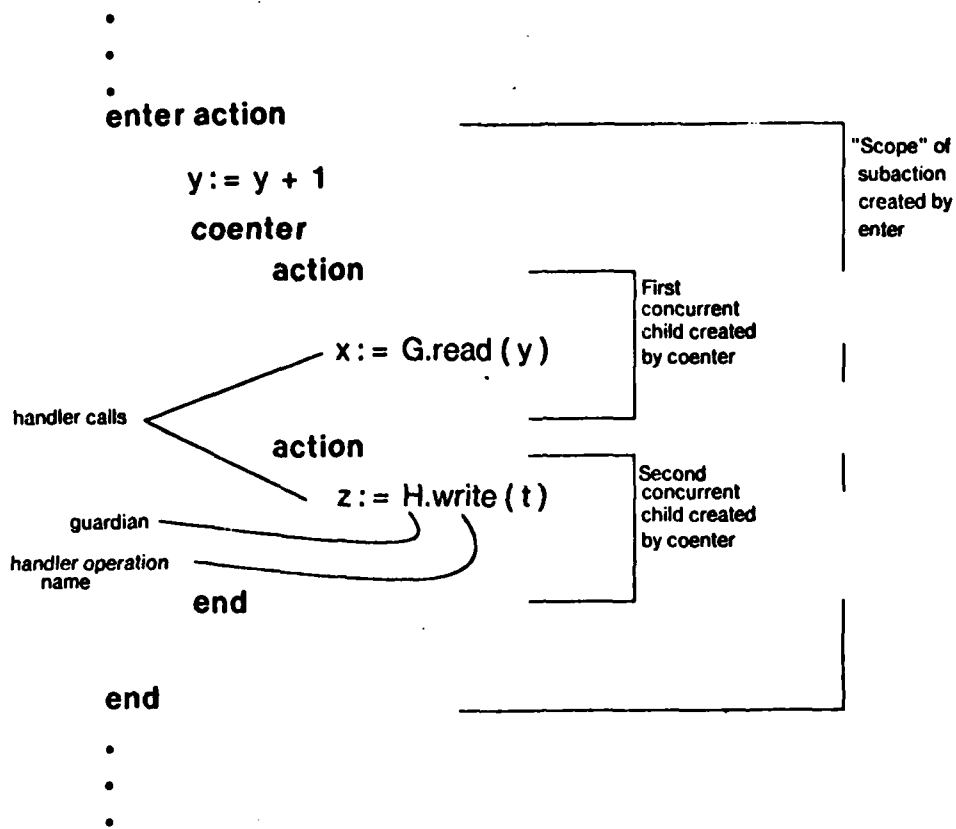 enter action
"Scope" of
subaction
created by
enter
y := y + 1
coenter
action
First
concurrent
child created
by coenter
x := G.read ( y )
handler calls
action
Second
concurrent
child created
by coenter
z := H.write ( t )
guardian
handler operation
name
end
end